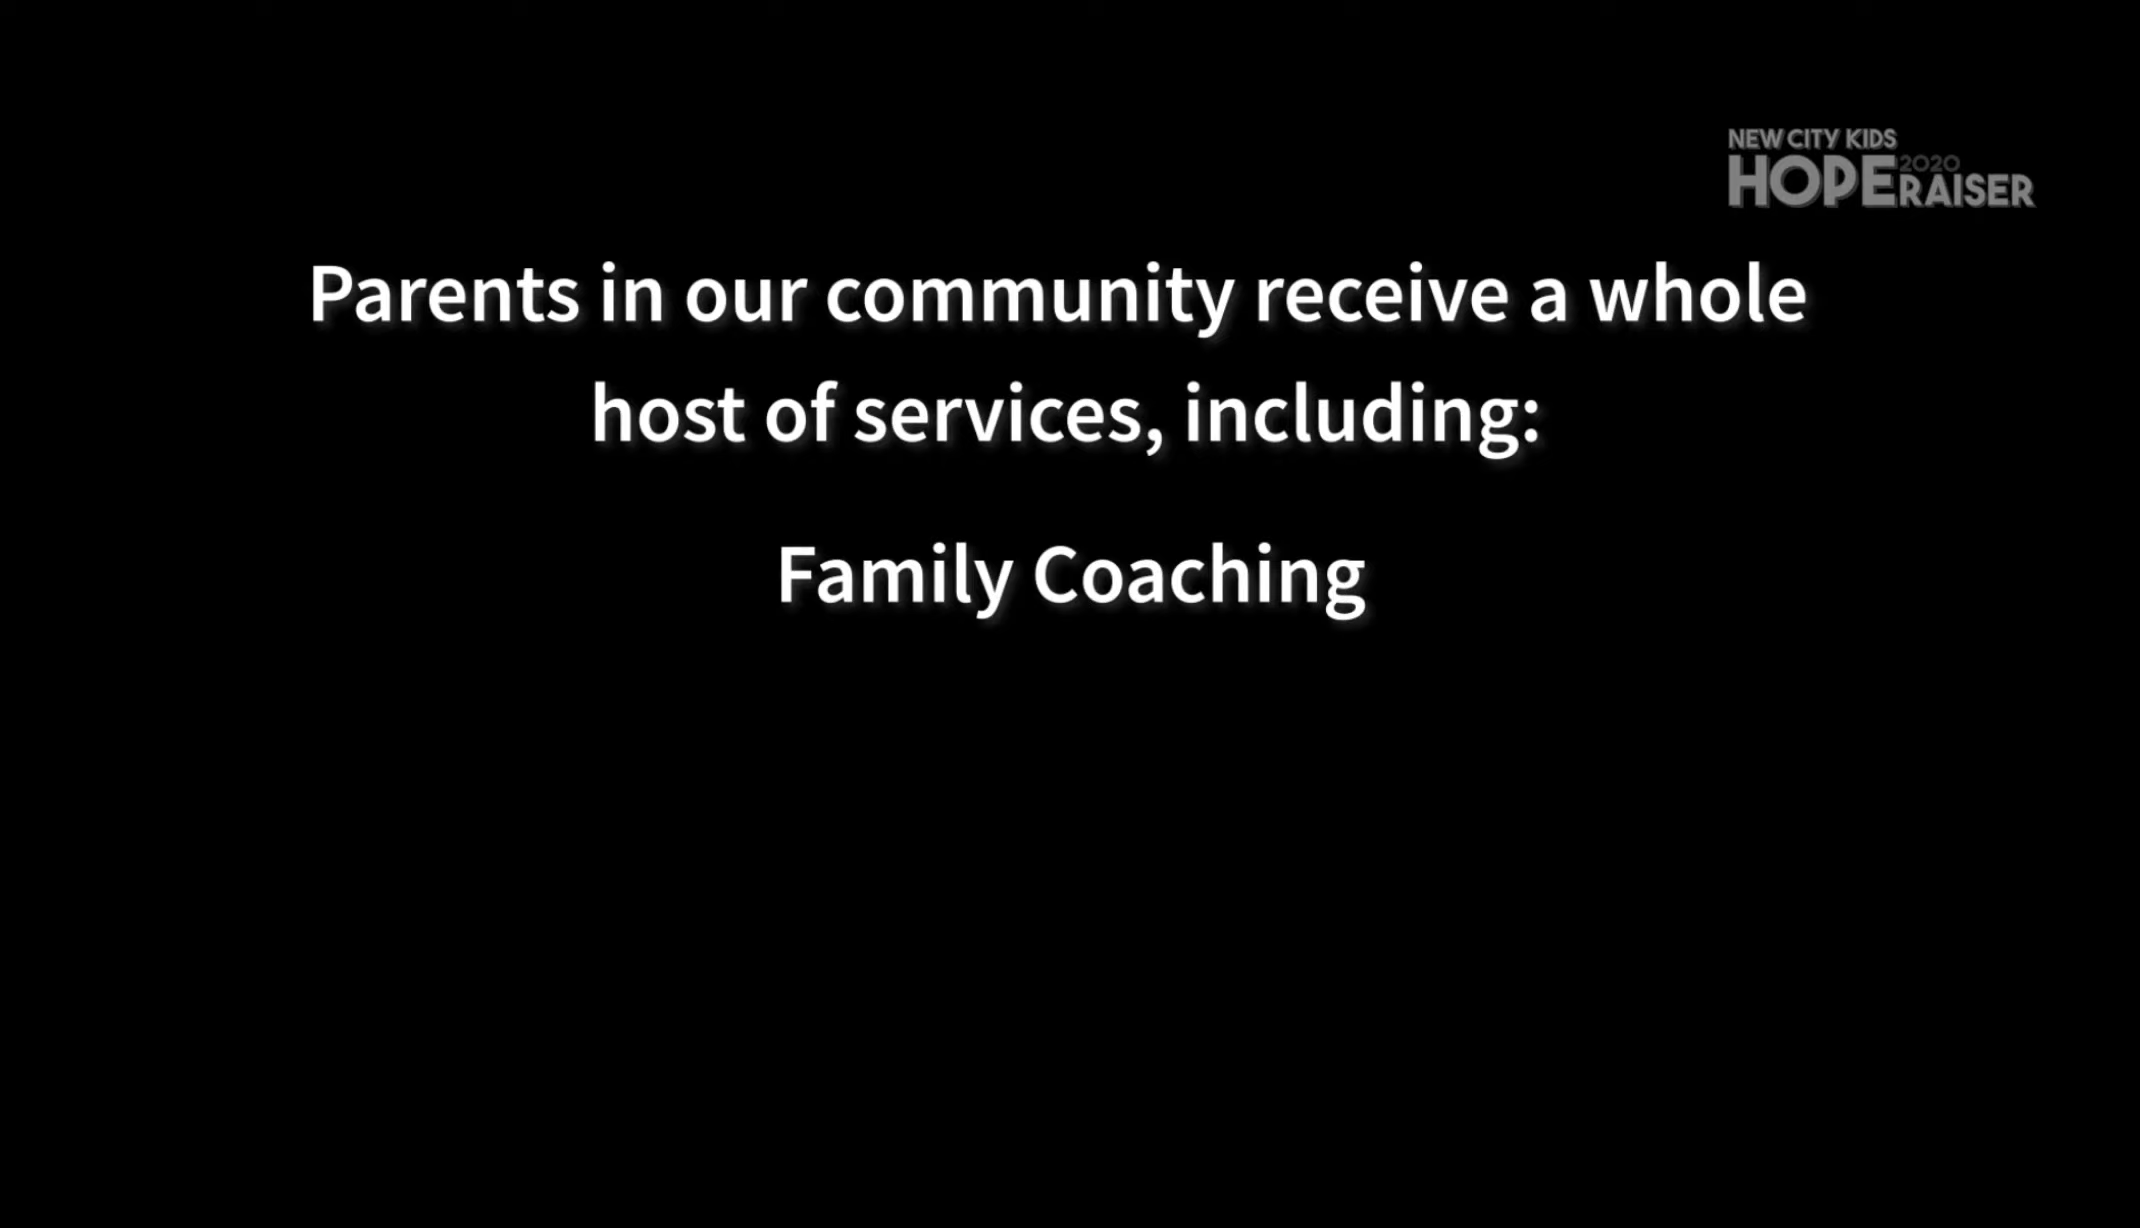 NEW CITY KIDS
HOPE 2020 RAISER
Parents in our community receive a whole
host of services, including:
Family Coaching